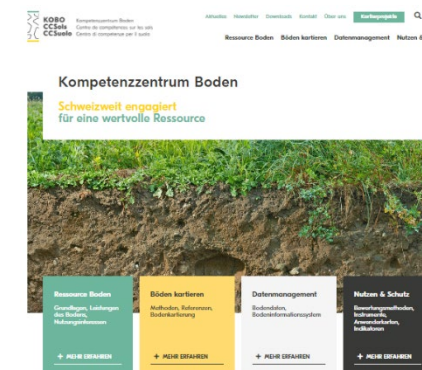 KOBO
CCSols
CCSuolo
Kompetenzzentrum Boden
Centre de compétences sur les sols
Centro di competenze per il suolo
Aktuelles Newsletter Downloads Kontakt Über uns Kartierprojekte
Ressource Boden Böden kartieren Datenmanagement Nutzen &
Kompetenzzentrum Boden
Schweizweit engagiert
für eine wertvolle Ressource
Ressource Boden
Grundlagen, Leistungen
des Bodens,
Nutzungsinteressen
+ MEHR ERFAHREN
Böden kartieren
Methoden, Referenzen,
Bodenkartierung
+ MEHR ERFAHREN
Datenmanagement
Bodendaten,
Bodeninformationssystem
+ MEHR ERFAHREN
Nutzen & Schutz
Bewertungsmethoden,
Instrumente,
Anwenderkarten,
Indikatoren
+ MEHR ERFAHREN